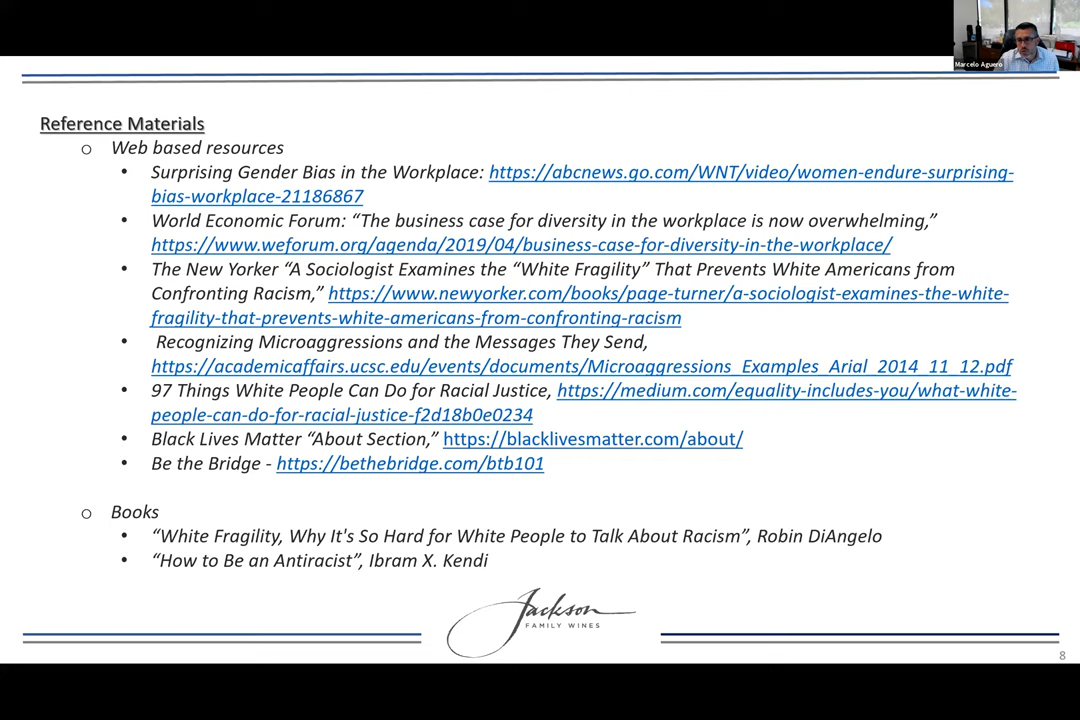 Marcelo Aguero
Reference Materials
o Web based resources
• Surprising Gender Bias in the Workplace: https://abcnews.go.com/WNT/video/women-endure-surprising-
bias-workplace-21186867
• World Economic Forum: “The business case for diversity in the workplace is now overwhelming,”
https://www.weforum.org/agenda/2019/04/business-case-for-diversity-in-the-workplace/
• The New Yorker “A Sociologist Examines the “White Fragility” That Prevents White Americans from
Confronting Racism,” https://www.newyorker.com/books/page-turner/a-sociologist-examines-the-white-
fragility-that-prevents-white-americans-from-confronting-racism
• Recognizing Microaggressions and the Messages They Send,
https://academicaffairs.ucsc.edu/events/documents/Microaggressions_Examples_Arial_2014_11_12.pdf
• 97 Things White People Can Do for Racial Justice, https://medium.com/equality-includes-you/what-white-
people-can-do-for-racial-justice-f2d18b0e0234
• Black Lives Matter “About Section,” https://blacklivesmatter.com/about/
• Be the Bridge - https://bethebridge.com/btb101
o Books
• “White Fragility, Why It's So Hard for White People to Talk About Racism”, Robin DiAngelo
• “How to Be an Antiracist”, Ibram X. Kendi
Jackson
FAMILY WINES
8